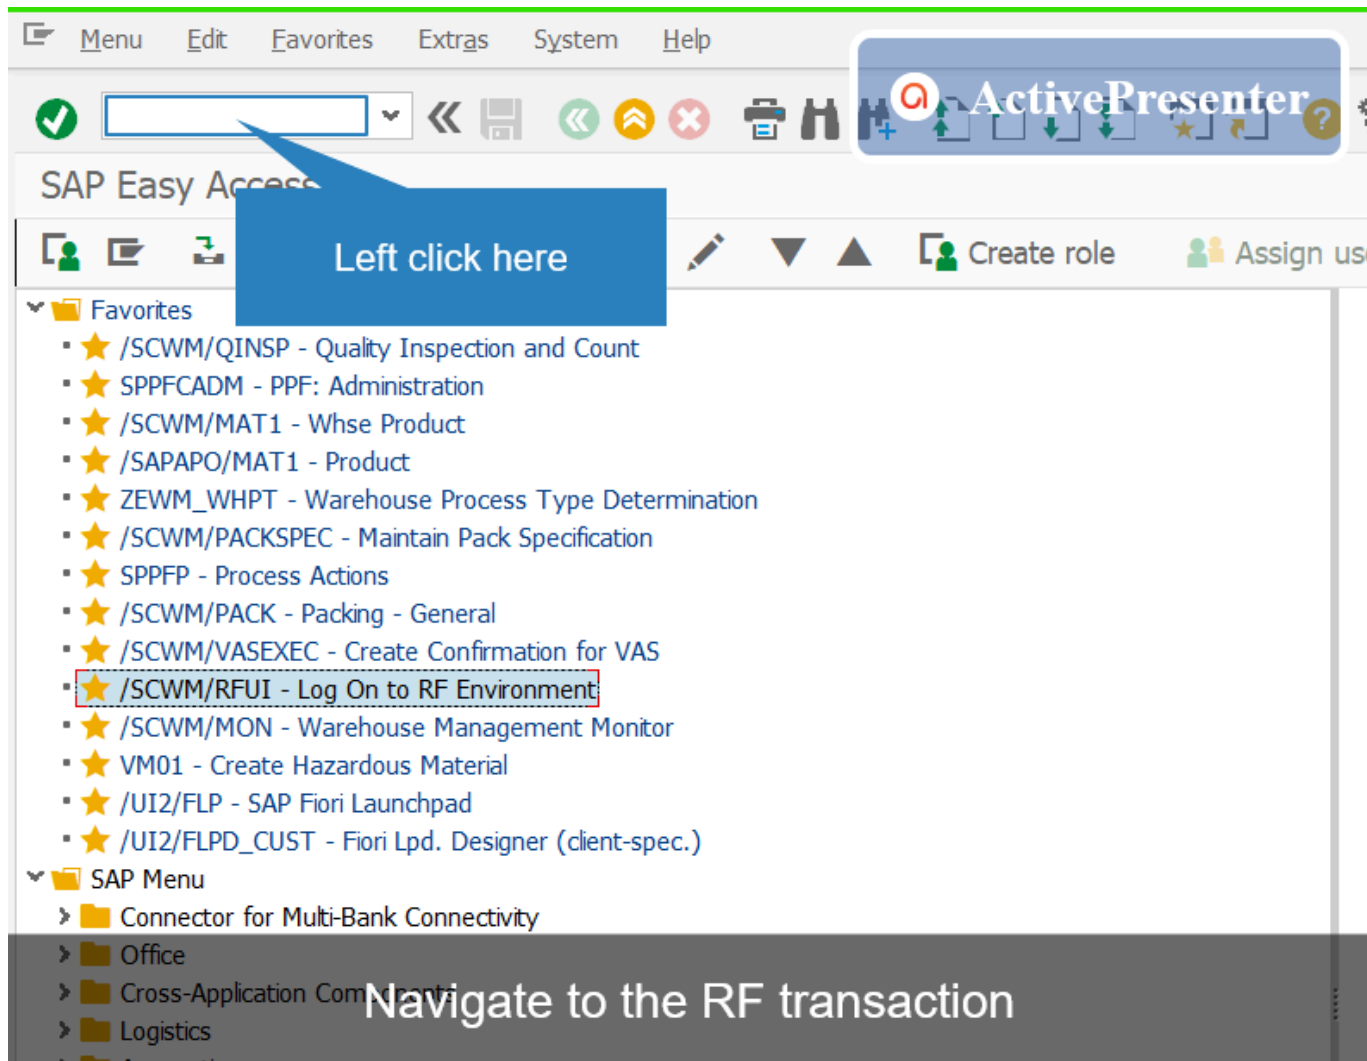 Menu Edit Favorites Extras System Help
ActivePresenter
SAP Easy Access
Left click here
Create role
Assign use
Favorites
/SCWM/QINSP - Quality Inspection and Count
SPPFCADM - PPF: Administration
/SCWM/MAT1 - Whse Product
/SAPAPO/MAT1 - Product
ZEWM_WHPT - Warehouse Process Type Determination
/SCWM/PACKSPEC - Maintain Pack Specification
SPPFP - Process Actions
/SCWM/PACK - Packing - General
/SCWM/VASEXEC - Create Confirmation for VAS
/SCWM/RFUI - Log On to RF Environment
/SCWM/MON - Warehouse Management Monitor
VM01 - Create Hazardous Material
/UI2/FLP - SAP Fiori Launchpad
/UI2/FLPD_CUST - Fiori Lpd. Designer (client-spec.)
SAP Menu
Connector for Multi-Bank Connectivity
Office
Cross-Application Components
Navigate to the RF transaction
Logistics